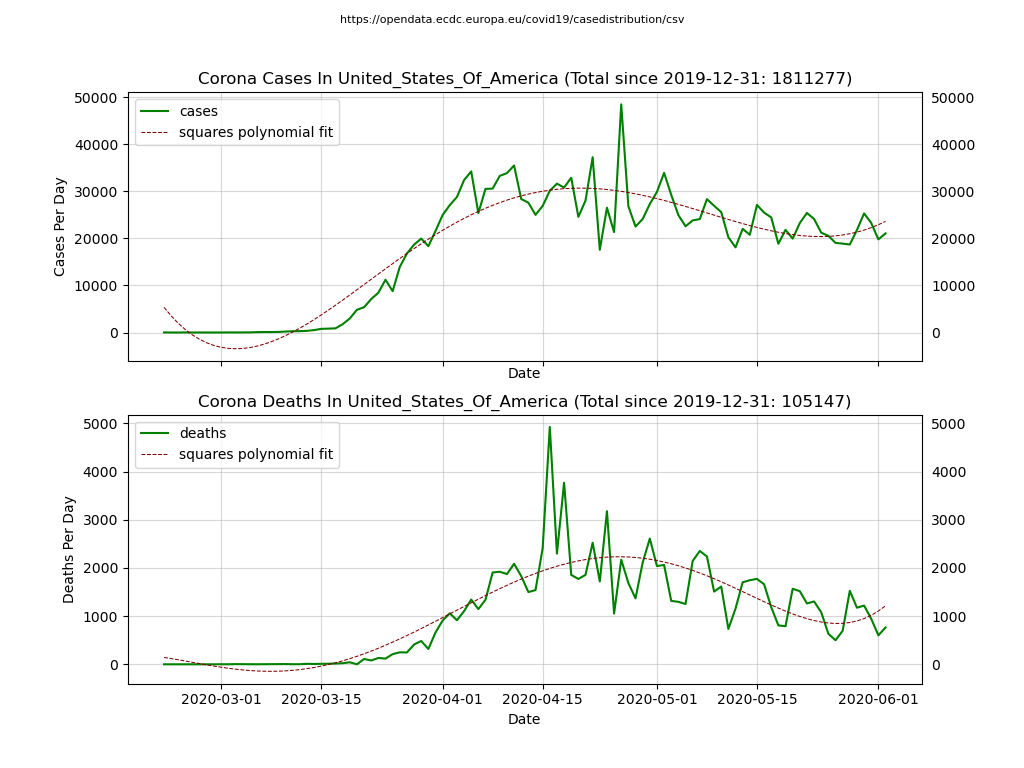 https://opendata.ecdc.europa.eu/covid19/casedistribution/csv
Corona Cases In United_States_Of_America (Total since 2019-12-31: 1811277)
cases
squares polynomial fit
Cases Per Day
50000
40000
30000
20000
10000
0
50000
40000
30000
20000
10000
0
Date
Corona Deaths In United_States_Of_America (Total since 2019-12-31: 105147)
deaths
squares polynomial fit
Deaths Per Day
5000
4000
3000
2000
1000
0
5000
4000
3000
2000
1000
0
2020-03-01 2020-03-15 2020-04-01 2020-04-15 2020-05-01 2020-05-15 2020-06-01
Date